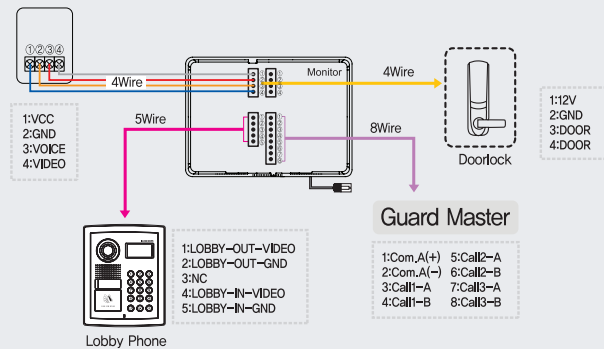 ①②③④
4Wire
Monitor
4Wire
1:VCC
2:GND
3:VOICE
4:VIDEO
5Wire
8Wire
Doorlock
1:12V
2:GND
3:DOOR
4:DOOR
Guard Master
1:Com.A(+) 5:Call2-A
2:Com.A(-) 6:Call2-B
3:Call1-A 7:Call3-A
4:Call1-B 8:Call3-B
1:LOBBY-OUT-VIDEO
2:LOBBY-OUT-GND
3:NC
4:LOBBY-IN-VIDEO
5:LOBBY-IN-GND
Lobby Phone